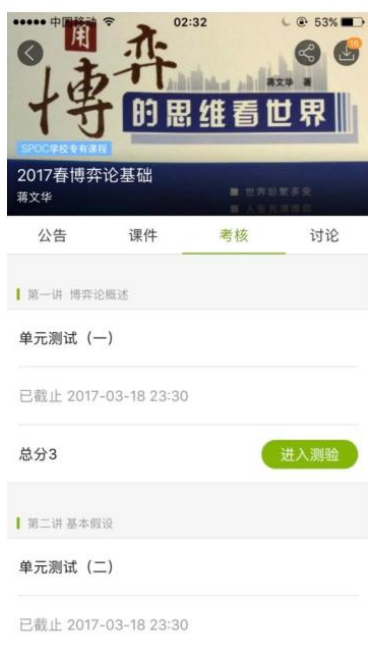 中国移动 02:32 53%
用
博弈
蒋文华 著
的思维看世界
SPOC学校专有课程
2017春博弈论基础
蒋文华
世界纷繁多变
18
公告 课件 考核 讨论
第一讲 博弈论概述
单元测试（一）
已截止 2017-03-18 23:30
总分3 进入测验
第二讲 基本假设
单元测试（二）
已截止 2017-03-18 23:30